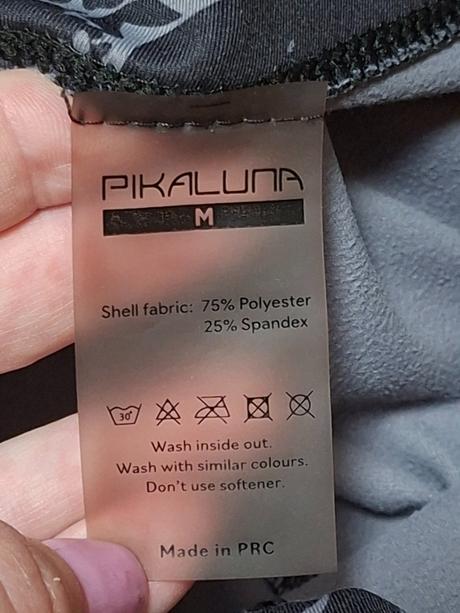 PIKALUNA
M
Shell fabric: 75% Polyester
25% Spandex
30°
Wash inside out.
Wash with similar colours.
Don't use softener.
Made in PRC